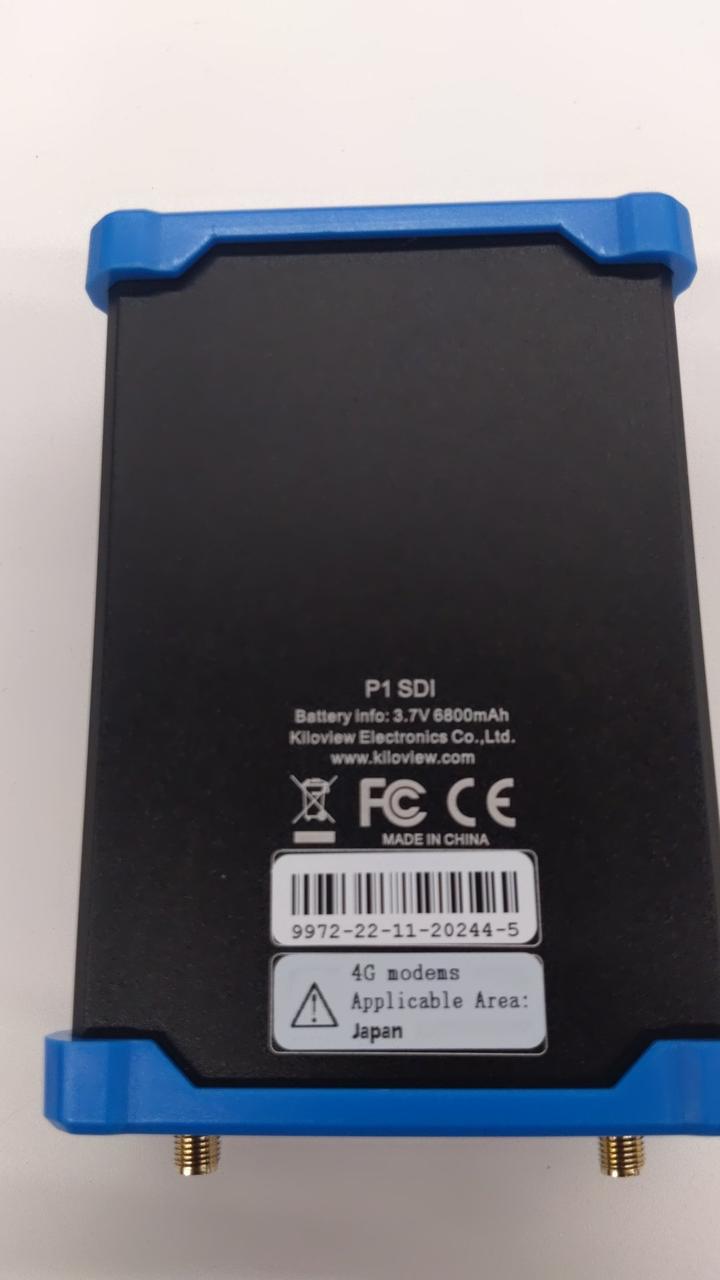 P1 SDI
Battery Info: 3.7V 6800mAh
Kiloview Electronics Co.,Ltd.
www.kiloview.com
FC CE
MADE IN CHINA
9972-22-11-20244-5
4G modems
Applicable Area:
Japan